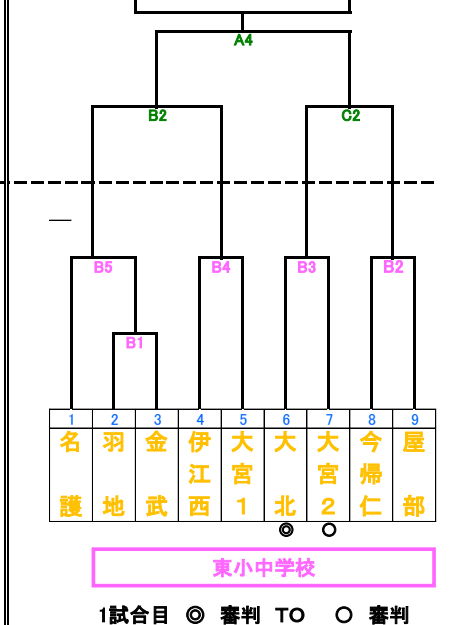 A4
B2 C2
B5 B4 B3 B2
B1
1 2 3 4 5 6 7 8 9
名護 羽地 金武 伊江西 大宮1 大北 大宮2 今帰仁 屋部
◎ ○
東小中学校
1試合目 ◎ 審判 TO ○ 審判